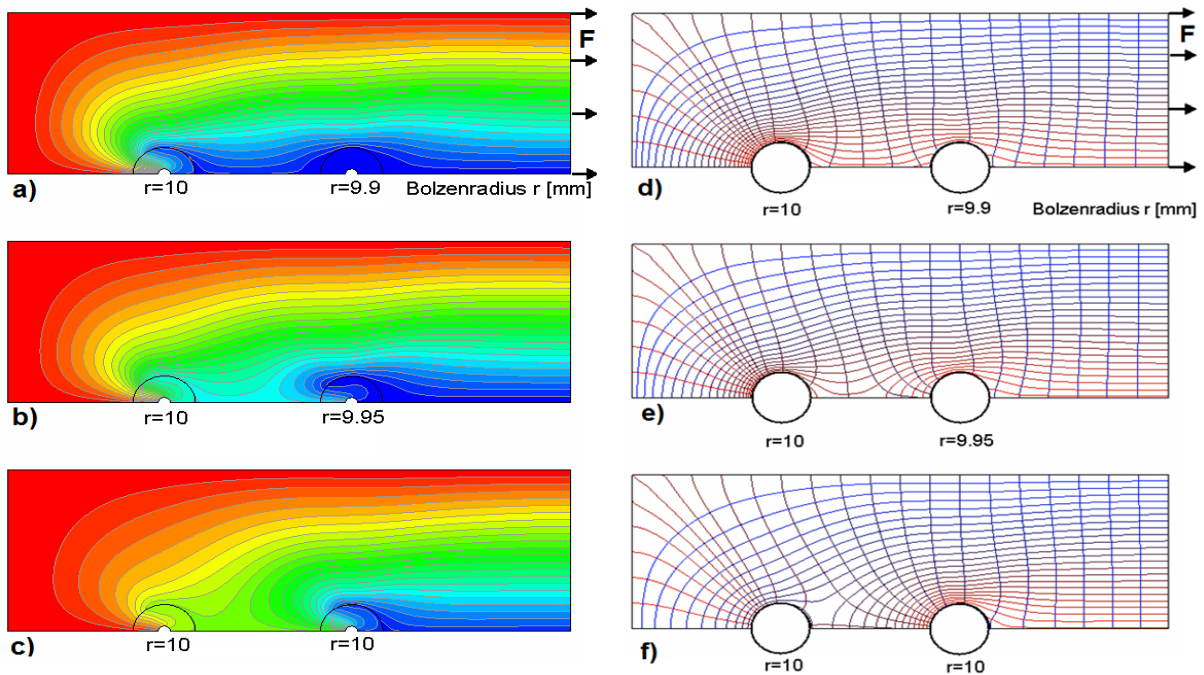 F
a)
r=10
r=9.9
Bolzenradius r [mm]
b)
r=10
r=9.95
c)
r=10
r=10
F
d)
r=10
r=9.9
Bolzenradius r [mm]
e)
r=10
r=9.95
f)
r=10
r=10